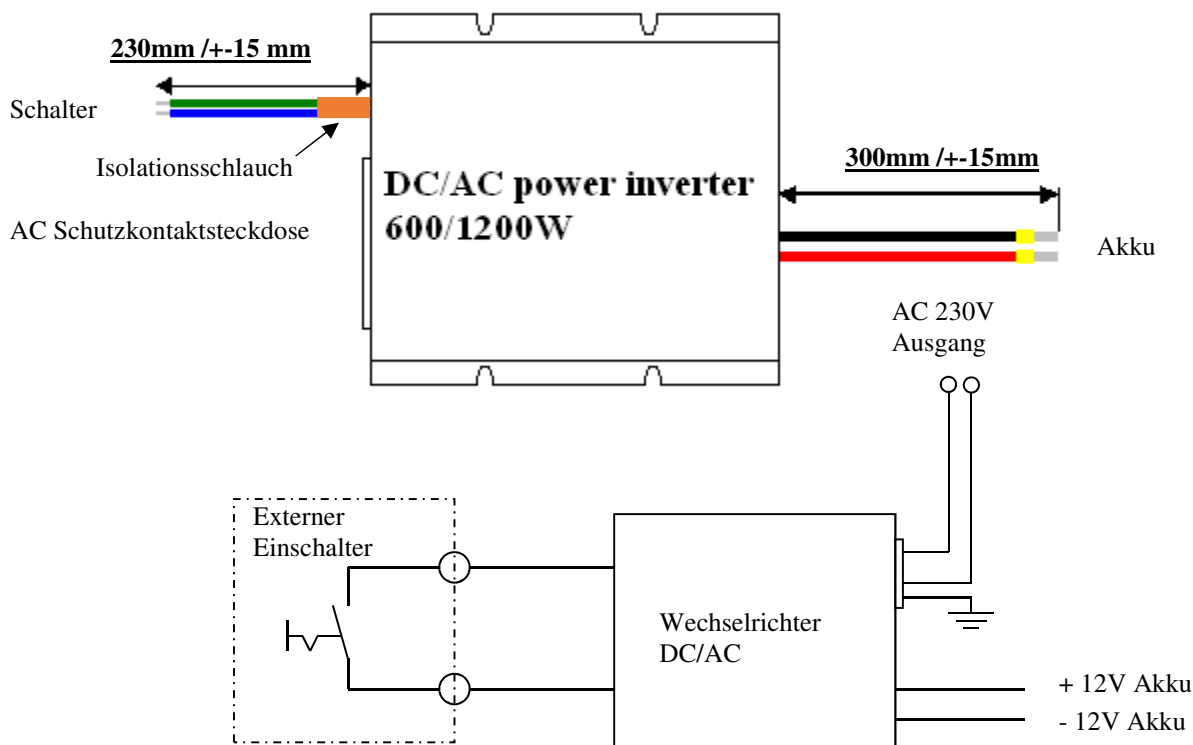 230mm /+-15 mm
Schalter
Isolationsschlauch
AC Schutzkontaktsteckdose
DC/AC power inverter
600/1200W
300mm /+-15mm
Akku
AC 230V
Ausgang
Externer
Einschalter
Wechselrichter
DC/AC
+ 12V Akku
- 12V Akku